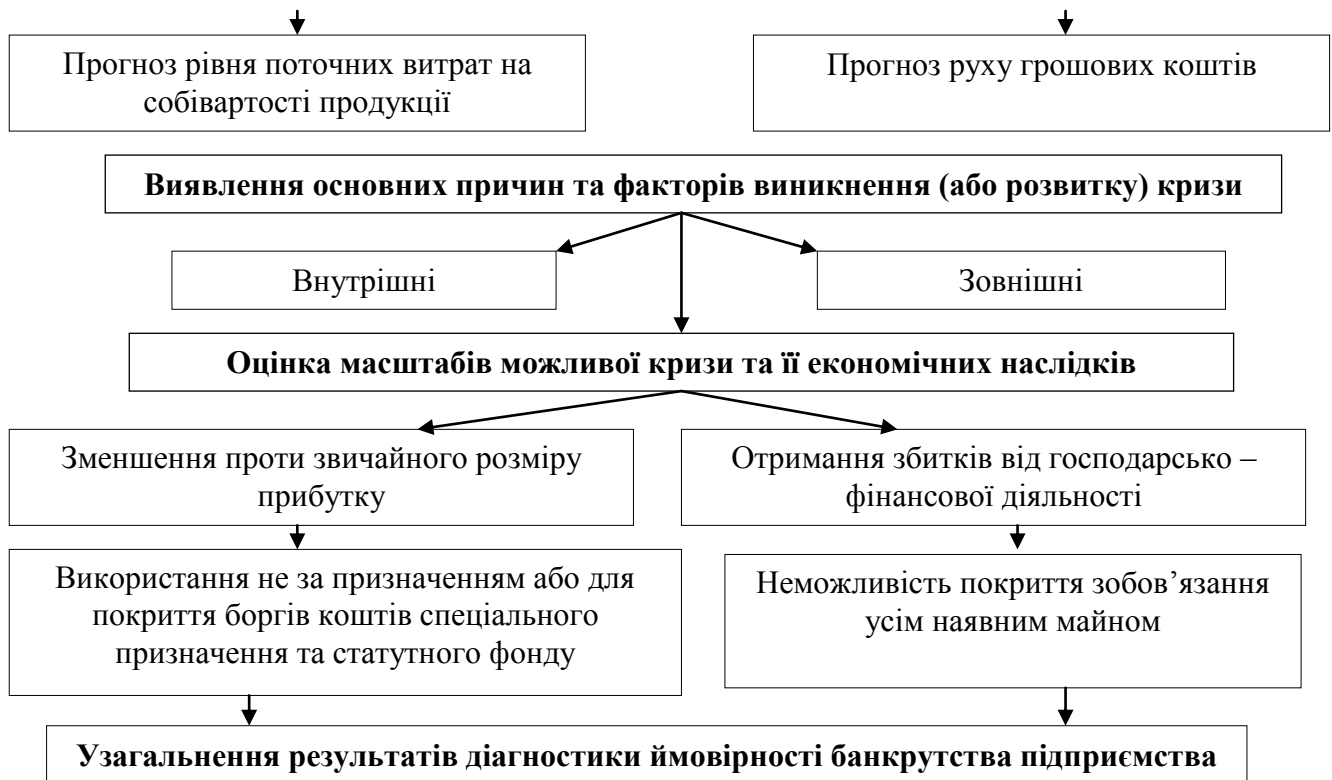 Прогноз рівня поточних витрат на
собівартості продукції
Прогноз руху грошових коштів
Виявлення основних причин та факторів виникнення (або розвитку) кризи
Внутрішні
Зовнішні
Оцінка масштабів можливої кризи та її економічних наслідків
Зменшення проти звичайного розміру
прибутку
Отримання збитків від господарсько –
фінансової діяльності
Використання не за призначенням або для
покриття боргів коштів спеціального
призначення та статутного фонду
Неможливість покриття зобов’язання
усім наявним майном
Узагальнення результатів діагностики ймовірності банкрутства підприємства